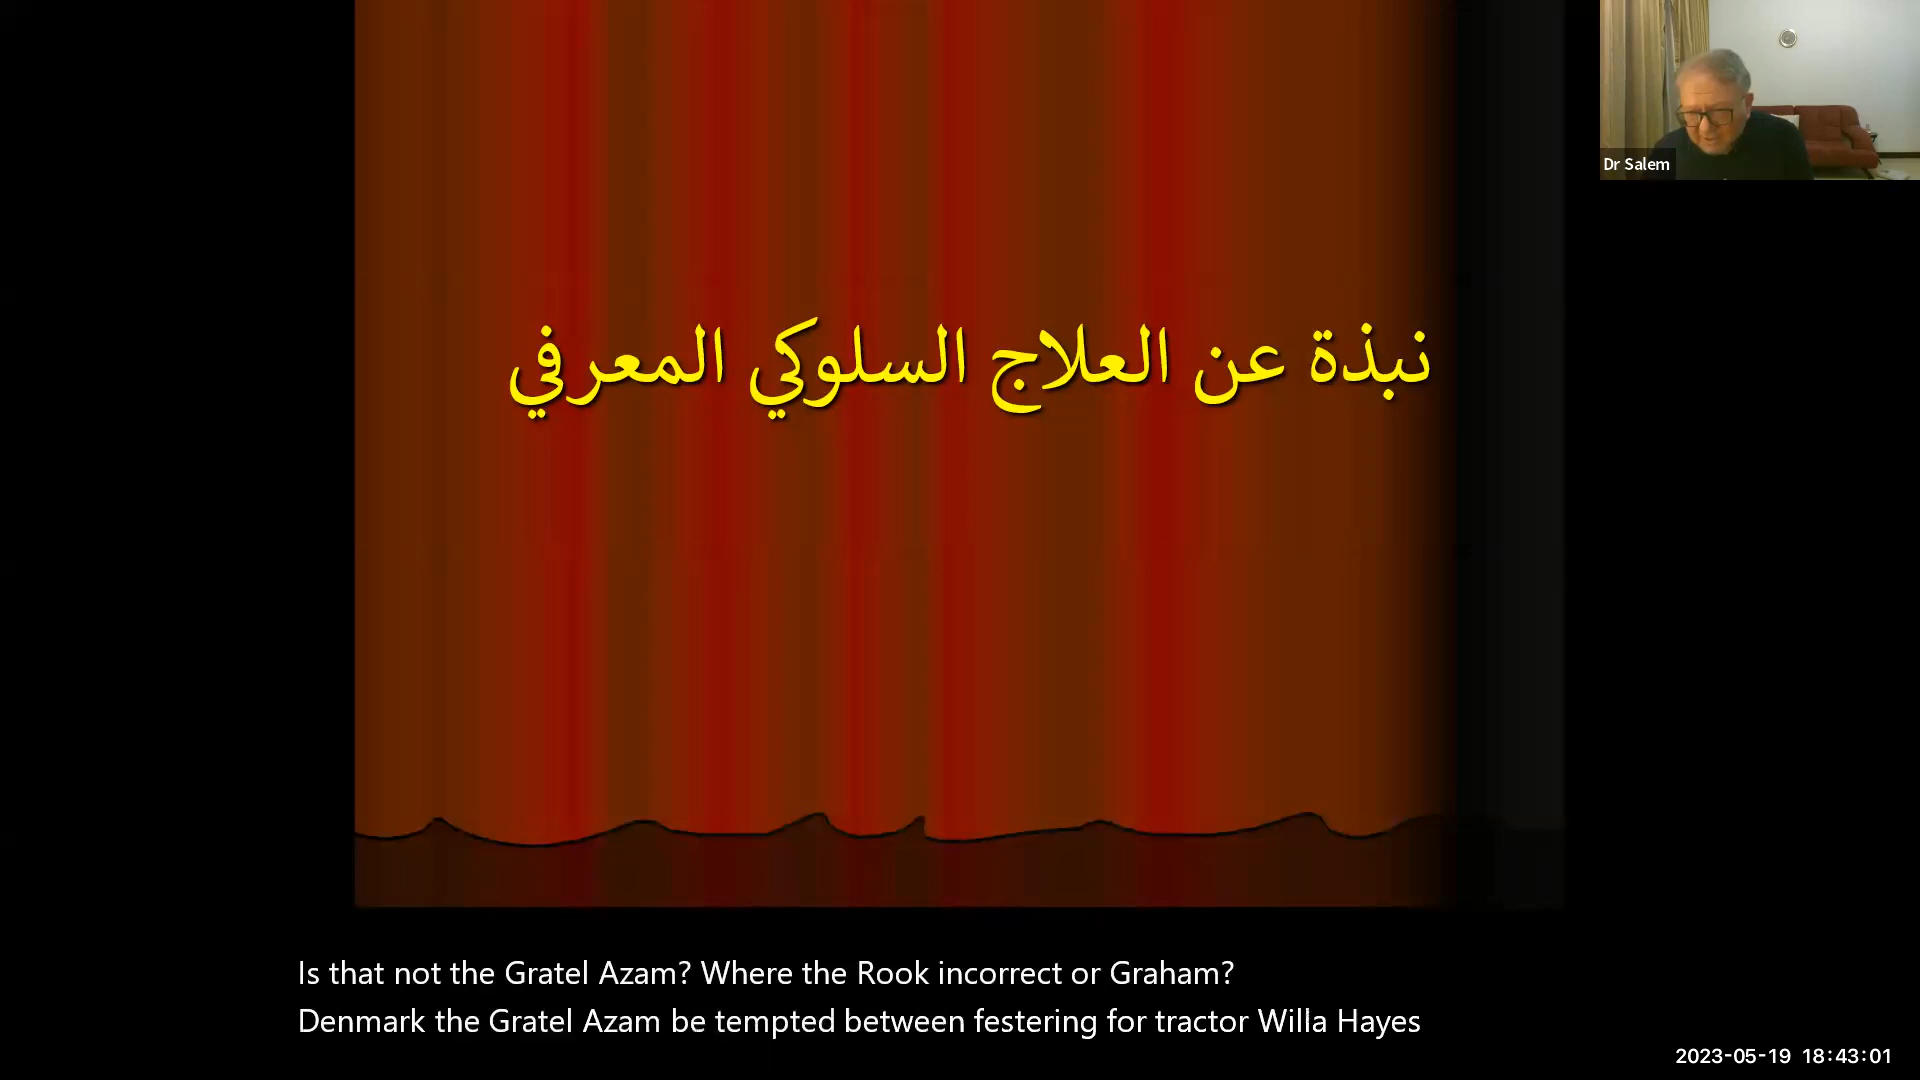 Dr Salem
نبذة عن العلاج السلوكي المعرفي
Is that not the Gratel Azam? Where the Rook incorrect or Graham?
Denmark the Gratel Azam be tempted between festering for tractor Willa Hayes
2023-05-19 18:43:01